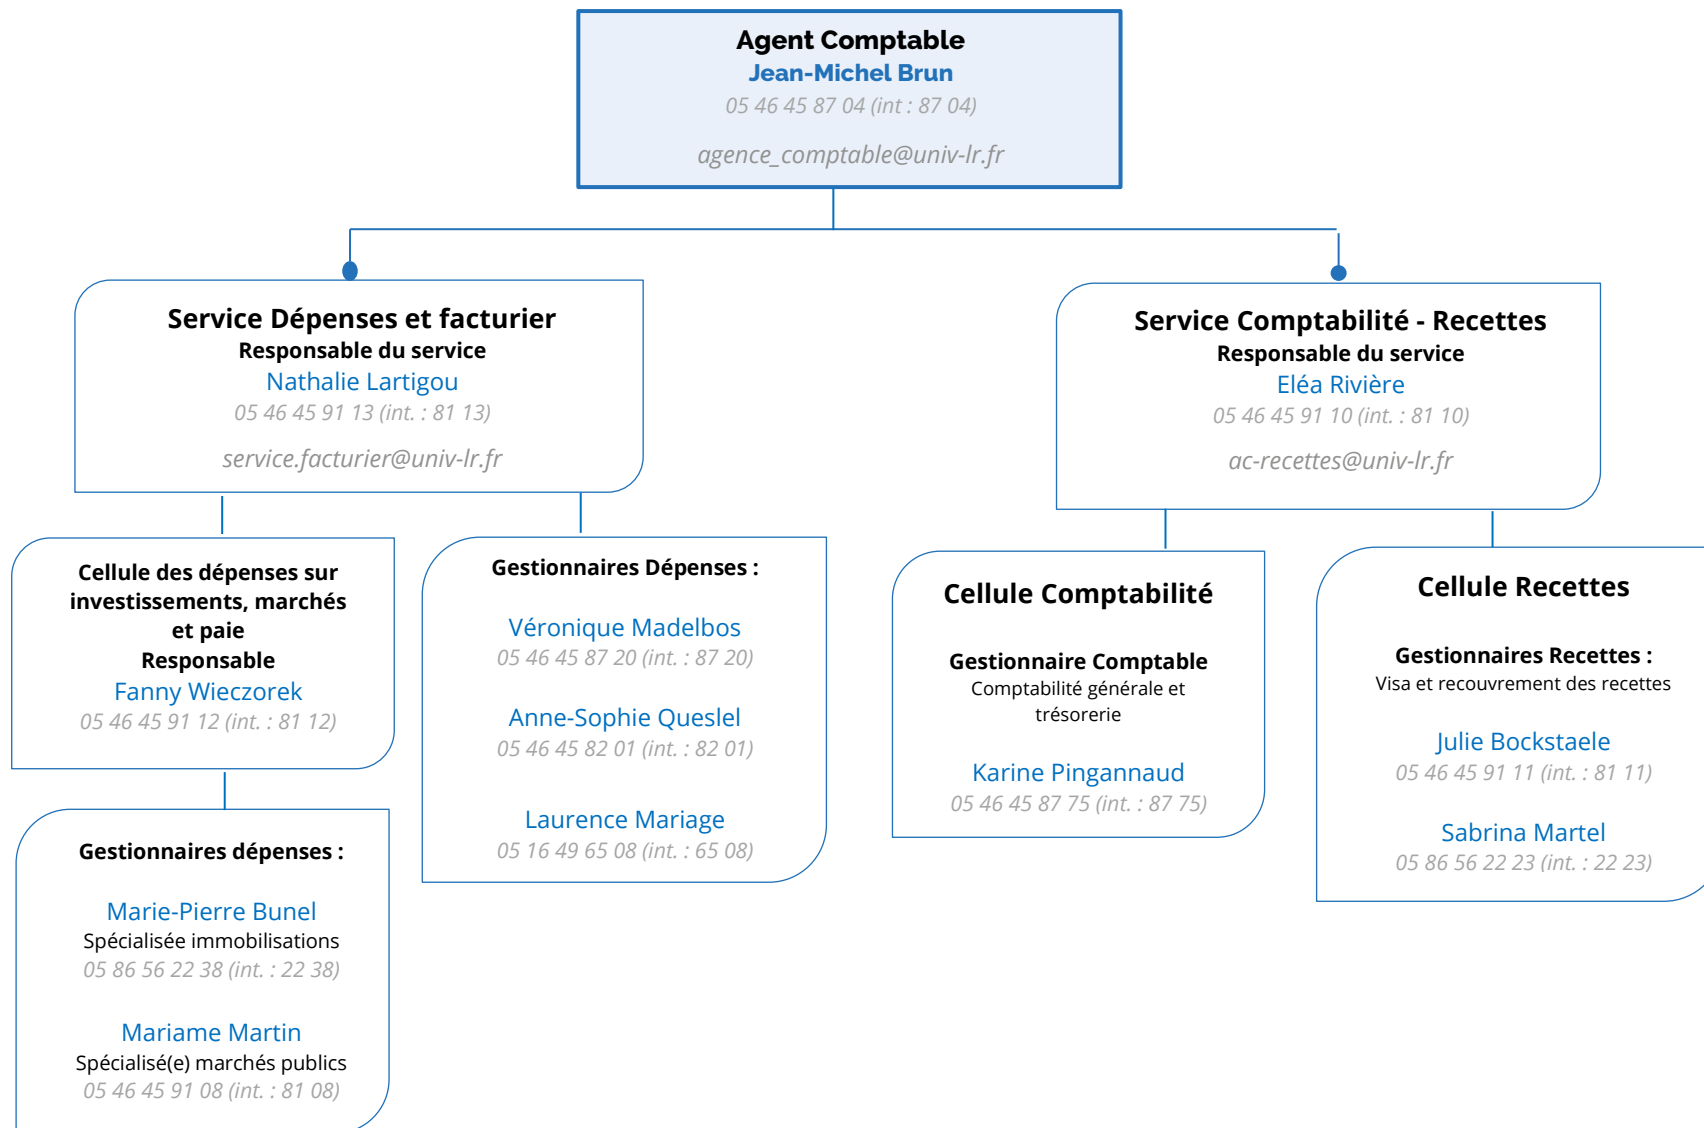 Agent Comptable
Jean-Michel Brun
05 46 45 87 04 (int : 87 04)
agence_comptable@univ-lr.fr
Service Dépenses et facturier
Responsable du service
Nathalie Lartigou
05 46 45 91 13 (int. : 81 13)
service.facturier@univ-lr.fr
Service Comptabilité - Recettes
Responsable du service
Eléa Rivière
05 46 45 91 10 (int. : 81 10)
ac-recettes@univ-lr.fr
Cellule des dépenses sur
investissements, marchés
et paie
Responsable
Fanny Wieczorek
05 46 45 91 12 (int. : 81 12)
Gestionnaires dépenses :
Marie-Pierre Bunel
Spécialisée immobilisations
05 86 56 22 38 (int. : 22 38)
Mariame Martin
Spécialisé(e) marchés publics
05 46 45 91 08 (int. : 81 08)
Gestionnaires Dépenses :
Véronique Madelbos
05 46 45 87 20 (int. : 87 20)
Anne-Sophie Queslel
05 46 45 82 01 (int. : 82 01)
Laurence Mariage
05 16 49 65 08 (int. : 65 08)
Cellule Comptabilité
Gestionnaire Comptable
Comptabilité générale et
trésorerie
Karine Pingannaud
05 46 45 87 75 (int. : 87 75)
Cellule Recettes
Gestionnaires Recettes :
Visa et recouvrement des recettes
Julie Bockstaele
05 46 45 91 11 (int. : 81 11)
Sabrina Martel
05 86 56 22 23 (int. : 22 23)